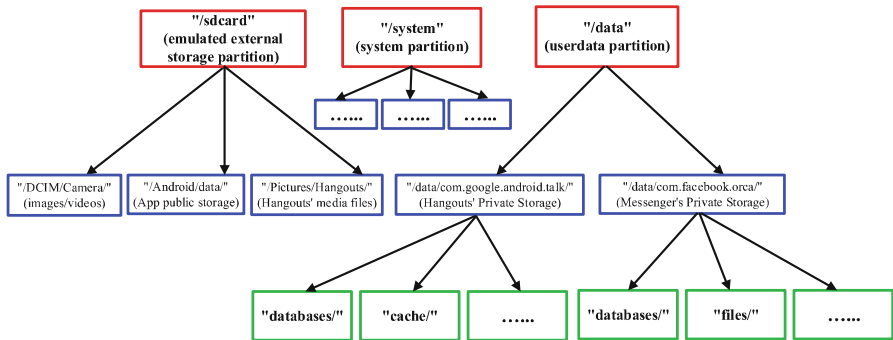 "/sdcard"
(emulated external
storage partition)
"/system"
(system partition)
"/data"
(userdata partition)
......
......
......
"/DCIM/Camera/"
(images/videos)
"/Android/data/"
(App public storage)
"/Pictures/Hangouts/"
(Hangouts' media files)
"/data/com.google.android.talk/"
(Hangouts' Private Storage)
"/data/com.facebook.orca/"
(Messenger's Private Storage)
"databases/"
"cache/"
......
"databases/"
"files/"
......